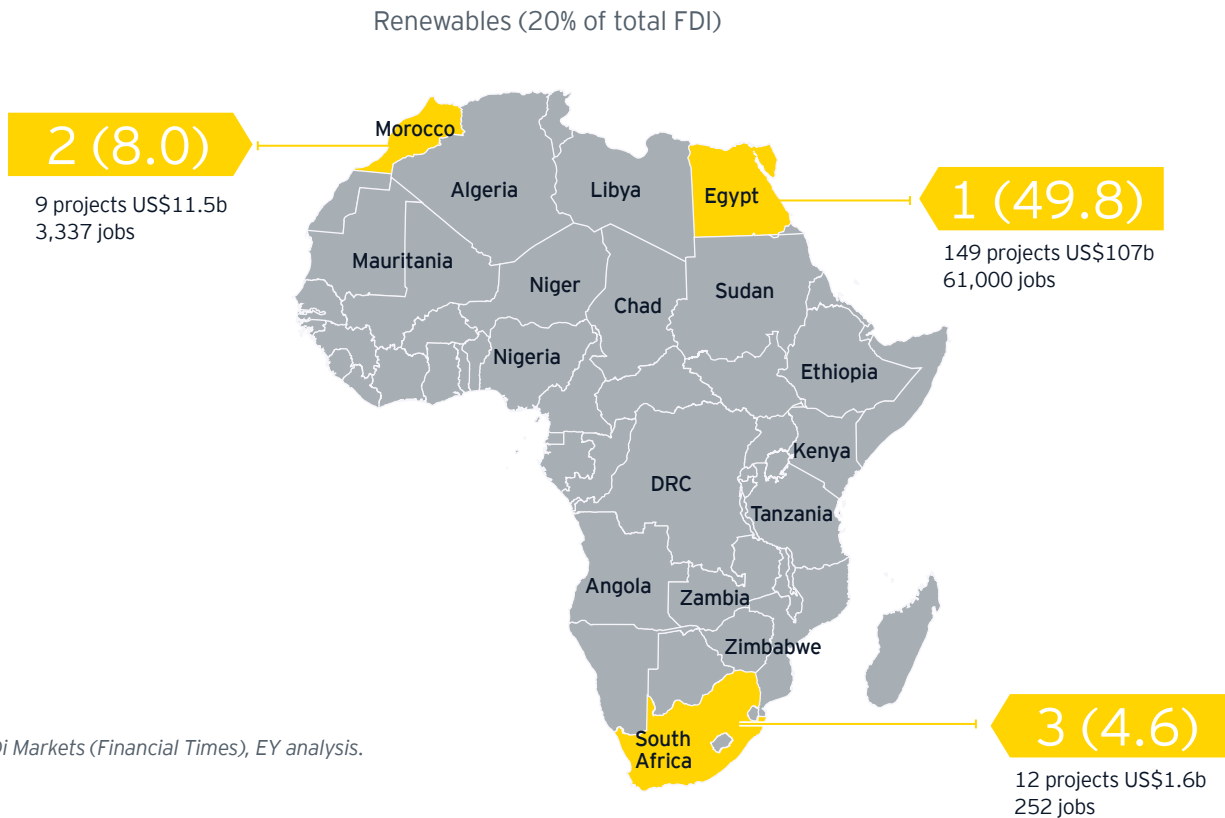 Renewables (20% of total FDI)
2 (8.0)
9 projects US$11.5b
3,337 jobs
1 (49.8)
149 projects US$107b
61,000 jobs
Morocco
Algeria
Libya
Egypt
Mauritania
Niger
Chad
Sudan
Nigeria
Ethiopia
Kenya
DRC
Tanzania
Angola
Zambia
Zimbabwe
South
Africa
3 (4.6)
12 projects US$1.6b
252 jobs
Markets (Financial Times), EY analysis.